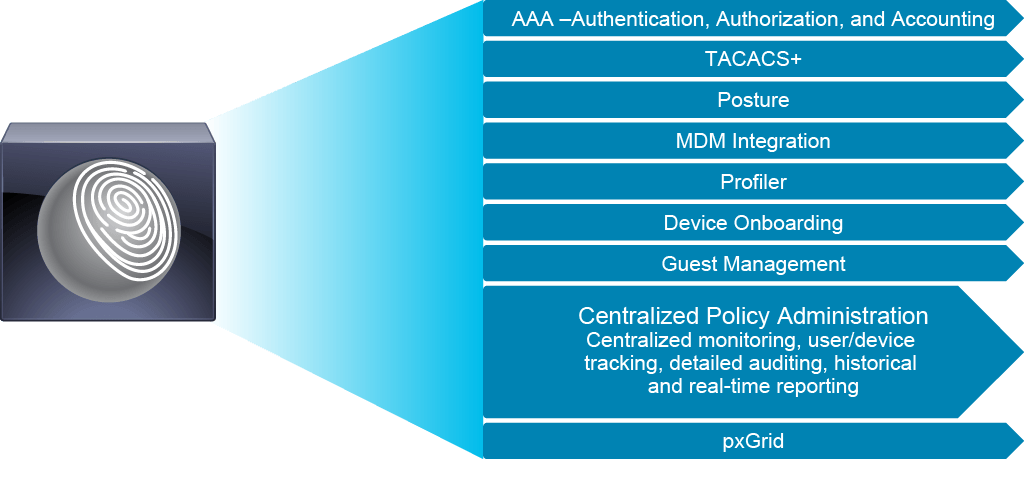 AAA –Authentication, Authorization, and Accounting
TACACS+
Posture
MDM Integration
Profiler
Device Onboarding
Guest Management
Centralized Policy Administration
Centralized monitoring, user/device
tracking, detailed auditing, historical
and real-time reporting
pxGrid